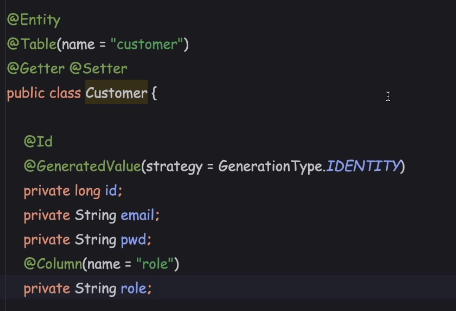 @Entity
@Table(name = "customer")
@Getter @Setter
public class Customer {
@Id
@GeneratedValue(strategy = GenerationType.IDENTITY)
private long id;
private String email;
private String pwd;
@Column(name = "role")
private String role;